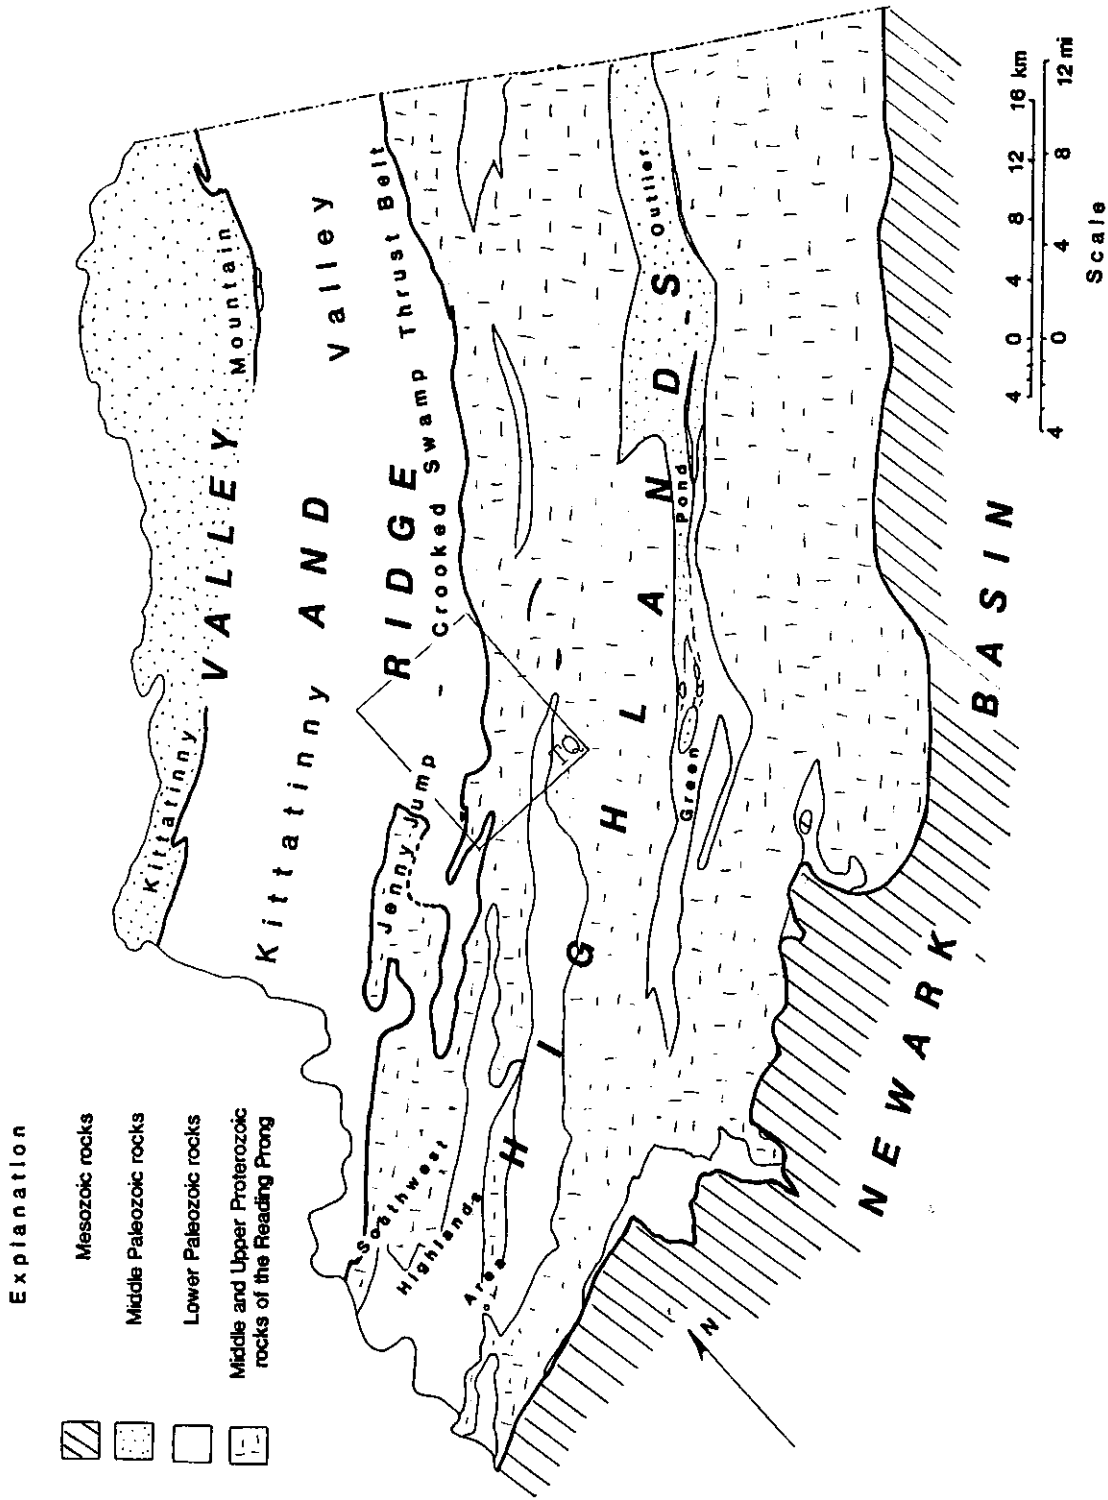 Explanation
Mesozoic rocks
Middle Paleozoic rocks
Lower Paleozoic rocks
Middle and Upper Proterozoic
rocks of the Reading Prong
Kittatinny Mountain
VALLEY
Kittatinny Valley
AND
RIDGE
Crooked Swamp Thrust Belt
Jenny Jump
TQ
Southwest
Highlands
Area
HIGHLANDS
Green Pond Outlier
NEWARK BASIN
N
4 0 4 8 12 16 km
4 0 4 8 12 mi
Scale